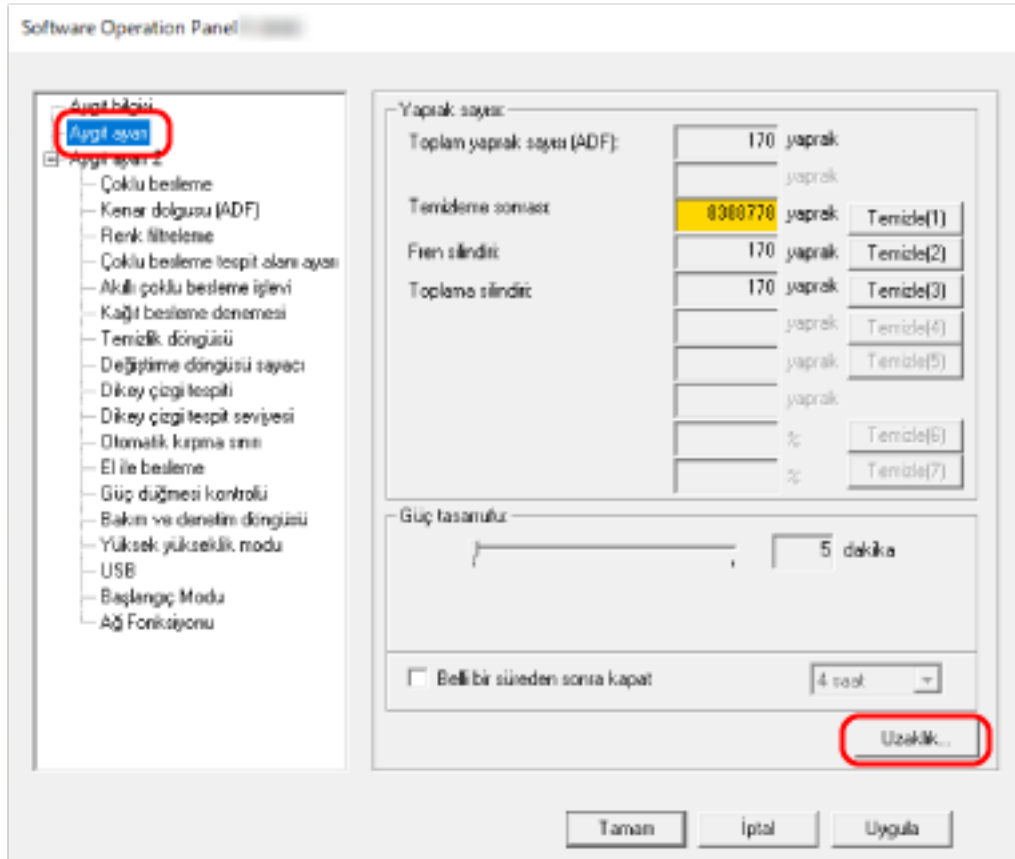 Software Operation Panel
Aygıt bilgisi
Aygıt ayarı
Aygıt ayarı 2
Çoklu besleme
Kenar dolgusu (ADF)
Renk filtreleme
Çoklu besleme tespit alanı ayarı
Akıllı çoklu besleme işlevi
Kağıt besleme denemesi
Temizlik döngüsü
Değiştirme döngüsü sayacı
Dikey çizgi tespiti
Dikey çizgi tespit seviyesi
Otomatik kırpma sınırı
El ile besleme
Güç düğmesi kontrolü
Bakım ve denetim döngüsü
Yüksek yükseklik modu
USB
Başlangıç Modu
Ağ Fonksiyonu
Yaprak sayısı:
Toplam yaprak sayısı (ADF): 170 yaprak
yaprak
Temizleme sonrası: 8388778 yaprak Temizle(1)
Fren silindiri: 170 yaprak Temizle(2)
Toplama silindiri: 170 yaprak Temizle(3)
yaprak Temizle(4)
yaprak Temizle(5)
yaprak
% Temizle(6)
% Temizle(7)
Güç tasarrufu:
5 dakika
Belli bir süreden sonra kapat 4 saat
Uzaklık...
Tamam İptal Uygula